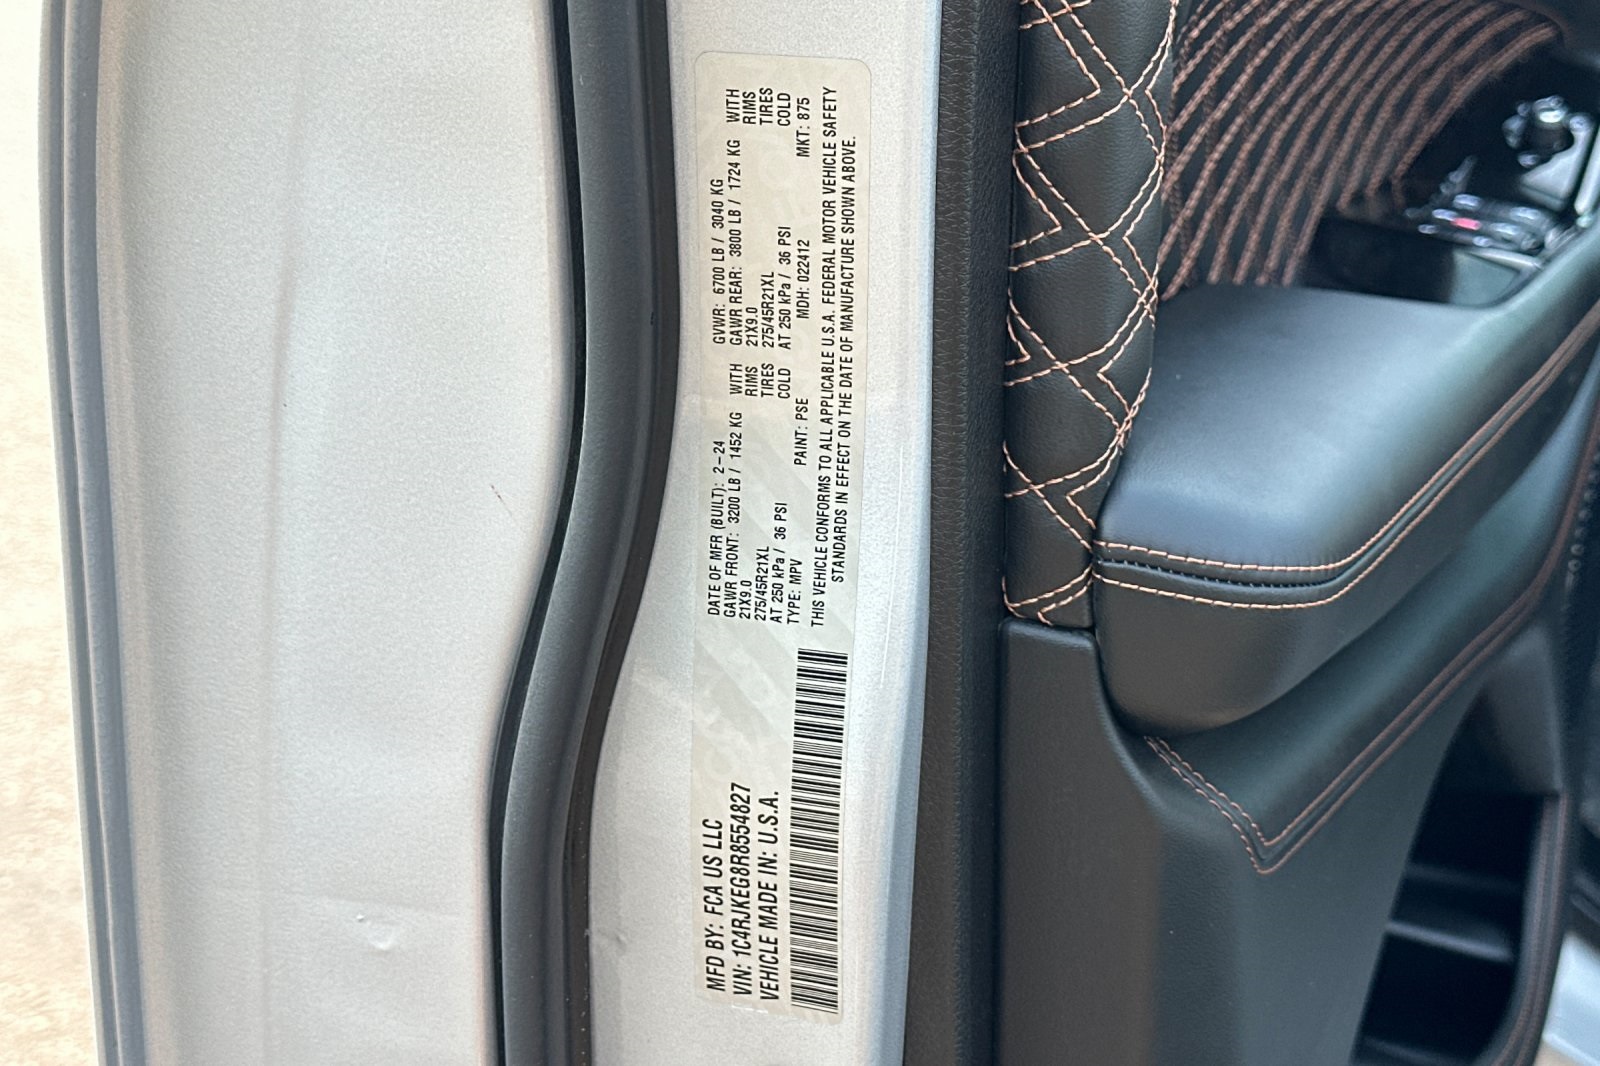 MFD BY: FCA US LLC
VIN: 1C4RJKEG8R8554827
VEHICLE MADE IN: U.S.A.
DATE OF MFR (BUILT): 2-24 GVWR: 6700 LB / 3040 KG
GAWR FRONT: 3200 LB / 1452 KG WITH GAWR REAR: 3800 LB / 1724 KG WITH
21X9.0 RIMS 21X9.0 RIMS
275/45R21XL TIRES 275/45R21XL TIRES
AT 250 kPa / 36 PSI COLD AT 250 kPa / 36 PSI COLD
TYPE: MPV PAINT: PSE MDH: 022412 MKT: 875
THIS VEHICLE CONFORMS TO ALL APPLICABLE U.S.A. FEDERAL MOTOR VEHICLE SAFETY
STANDARDS IN EFFECT ON THE DATE OF MANUFACTURE SHOWN ABOVE.